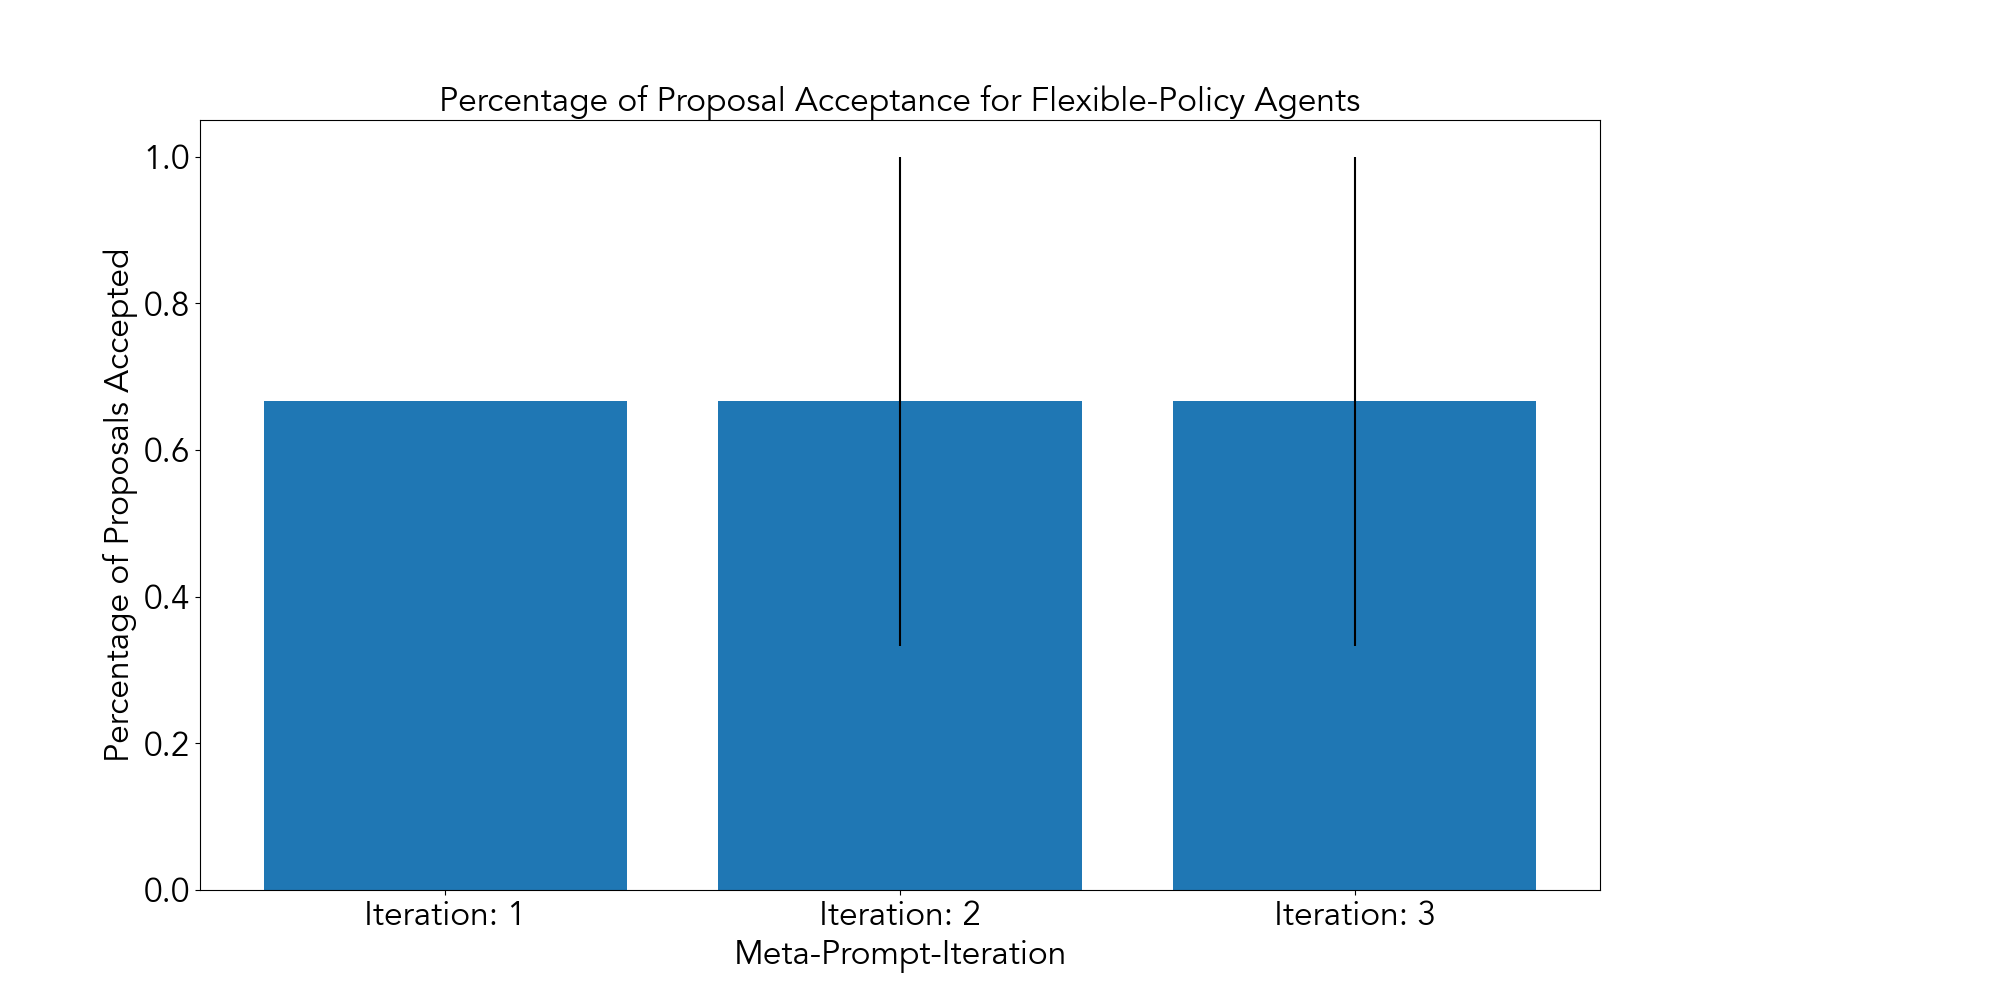 Percentage of Proposal Acceptance for Flexible-Policy Agents
Percentage of Proposals Accepted
1.0
0.8
0.6
0.4
0.2
0.0
Iteration: 1
Iteration: 2
Iteration: 3
Meta-Prompt-Iteration